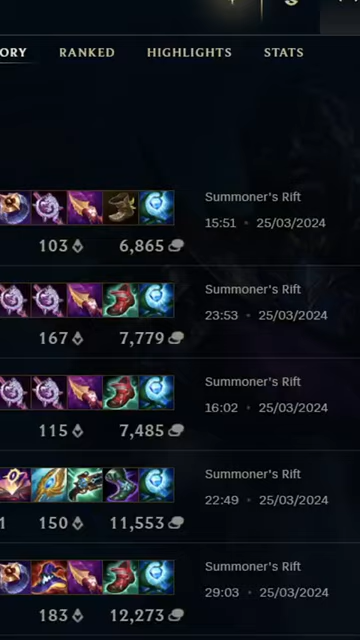 ORY RANKED HIGHLIGHTS STATS
Summoner's Rift
15:51 • 25/03/2024
103 6,865
Summoner's Rift
23:53 • 25/03/2024
167 7,779
Summoner's Rift
16:02 • 25/03/2024
115 7,485
Summoner's Rift
22:49 • 25/03/2024
1 150 11,553
Summoner's Rift
29:03 • 25/03/2024
183 12,273